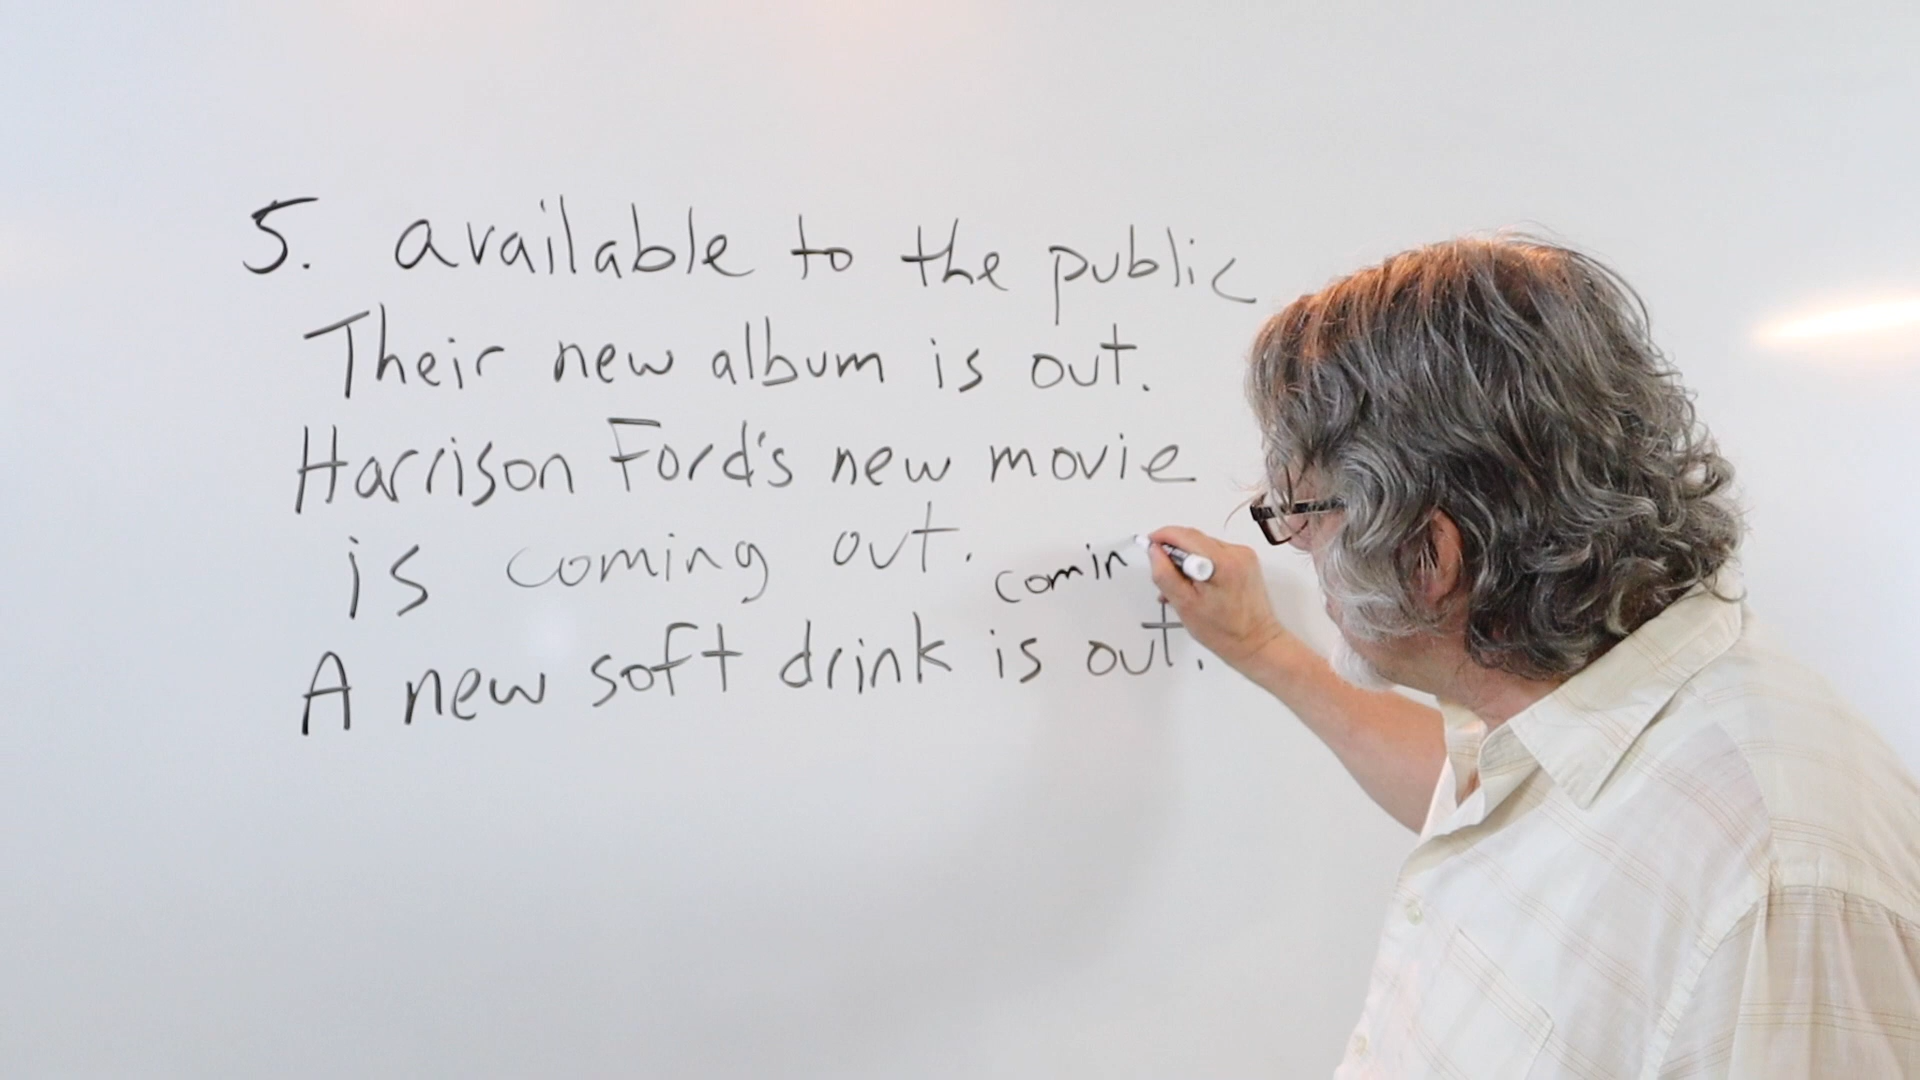 5. available to the public
Their new album is out.
Harrison Ford's new movie
is coming out.
comin
A new soft drink is out.